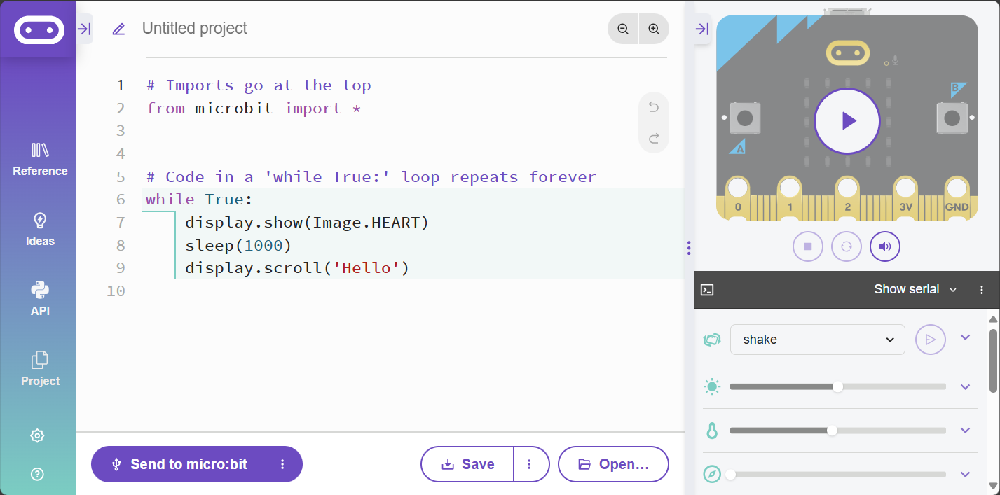 Untitled project
Reference
Ideas
API
Project
1 # Imports go at the top
2 from microbit import *
3
4
5 # Code in a 'while True:' loop repeats forever
6 while True:
7 display.show(Image.HEART)
8 sleep(1000)
9 display.scroll('Hello')
10
Send to micro:bit
Save
Open...
A
B
0 1 2 3V GND
Show serial
shake